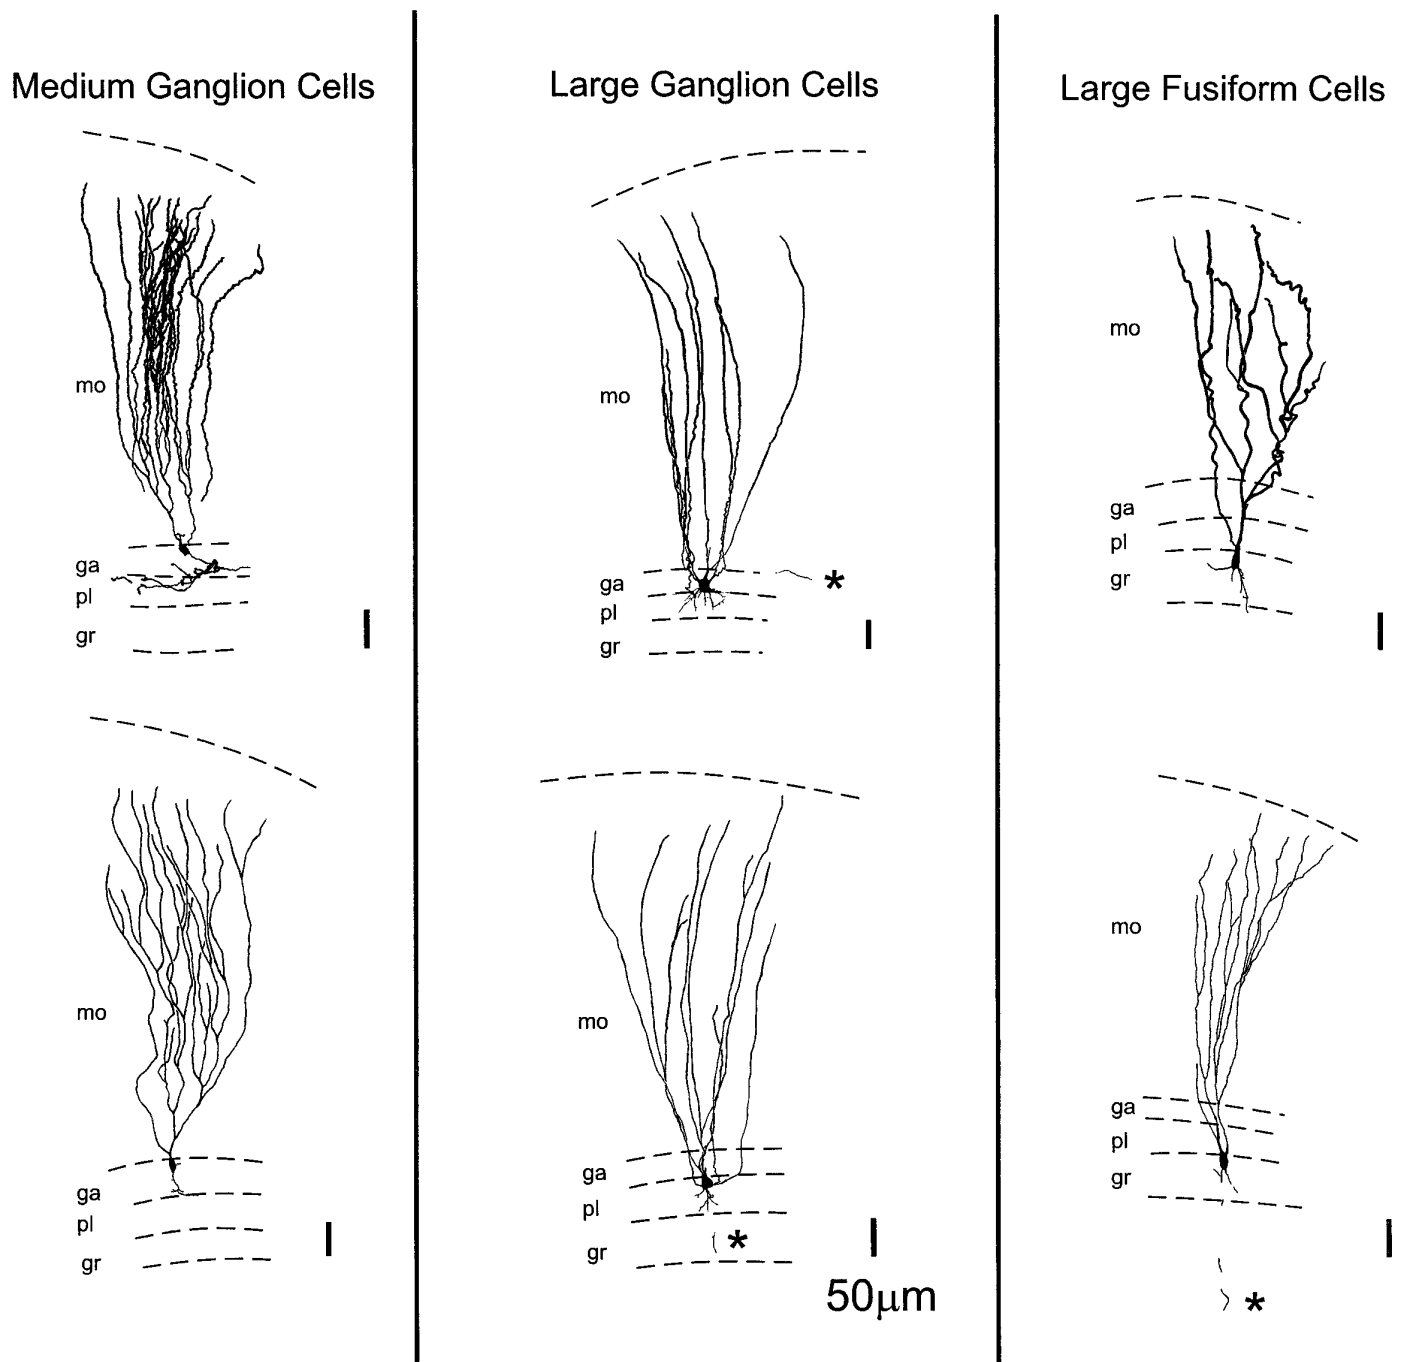 Medium Ganglion Cells
mo
ga
pl
gr
mo
ga
pl
gr
Large Ganglion Cells
mo
ga
*
pl
gr
mo
ga
pl
gr
*
50μm
Large Fusiform Cells
mo
ga
pl
gr
mo
ga
pl
gr
*